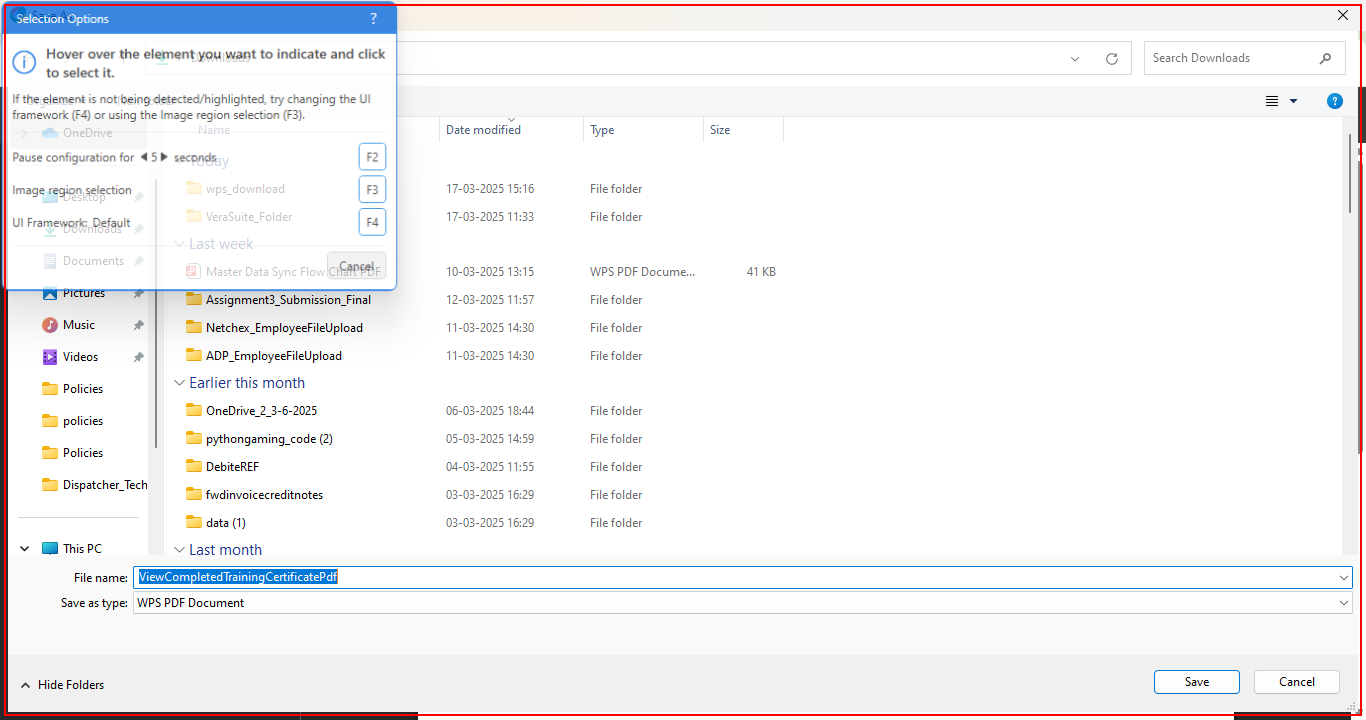 Selection Options ?
Hover over the element you want to indicate and click
to select it.
If the element is not being detected/highlighted, try changing the UI
framework (F4) or using the Image region selection (F3).
Pause configuration for 5 seconds F2
Image region selection F3
UI Framework: Default F4
Cancel
Downloads
Search Downloads
OneDrive
Desktop
Downloads
Documents
Pictures
Music
Videos
Policies
policies
Policies
Dispatcher_Tech
This PC
Name Date modified Type Size
Today
wps_download 17-03-2025 15:16 File folder
VeraSuite_Folder 17-03-2025 11:33 File folder
Last week
Master Data Sync Flow Chart PDF 10-03-2025 13:15 WPS PDF Docume... 41 KB
Assignment3_Submission_Final 12-03-2025 11:57 File folder
Netchex_EmployeeFileUpload 11-03-2025 14:30 File folder
ADP_EmployeeFileUpload 11-03-2025 14:30 File folder
Earlier this month
OneDrive_2_3-6-2025 06-03-2025 18:44 File folder
pythongaming_code (2) 05-03-2025 14:59 File folder
DebiteREF 04-03-2025 11:55 File folder
fwdinvoicecreditnotes 03-03-2025 16:29 File folder
data (1) 03-03-2025 16:29 File folder
Last month
File name: ViewCompletedTrainingCertificatePdf
Save as type: WPS PDF Document
Hide Folders
Save
Cancel